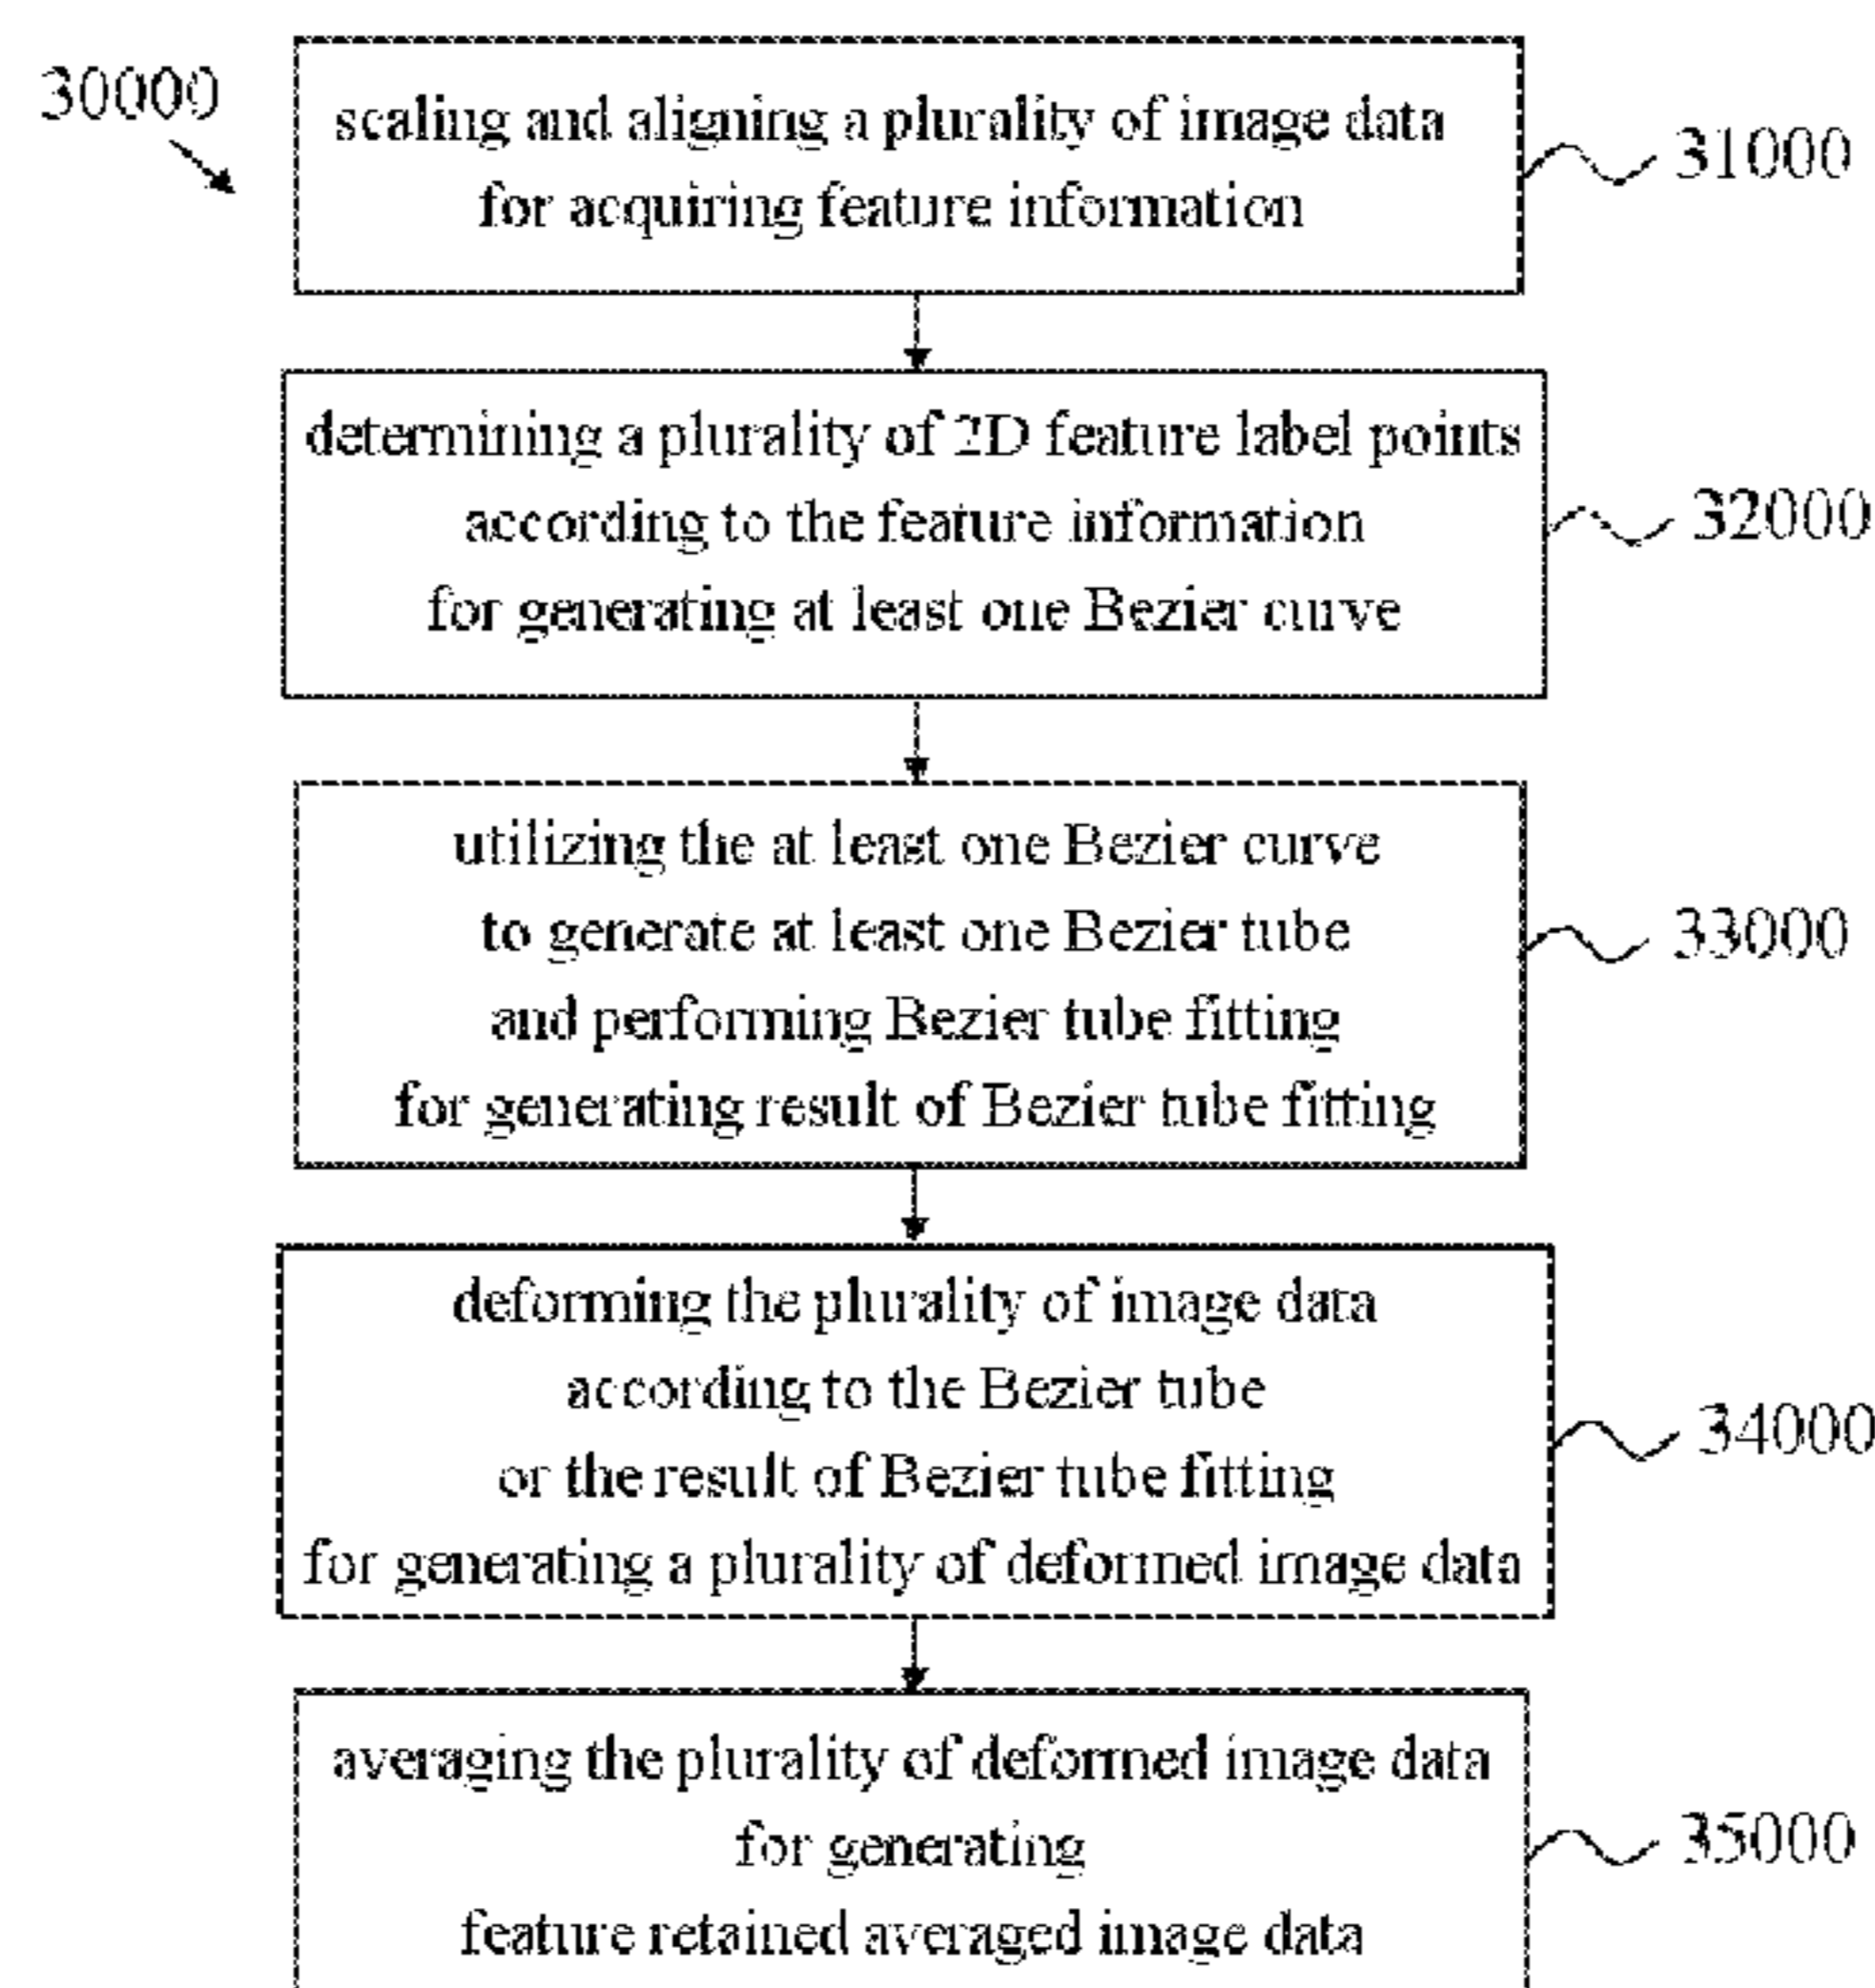 30000
scaling and aligning a plurality of image data
for acquiring feature information
31000
determining a plurality of 2D feature label points
according to the feature information
for generating at least one Bezier curve
32000
utilizing the at least one Bezier curve
to generate at least one Bezier tube
and performing Bezier tube fitting
for generating result of Bezier tube fitting
33000
deforming the plurality of image data
according to the Bezier tube
or the result of Bezier tube fitting
for generating a plurality of deformed image data
34000
averaging the plurality of deformed image data
for generating
feature retained averaged image data
35000